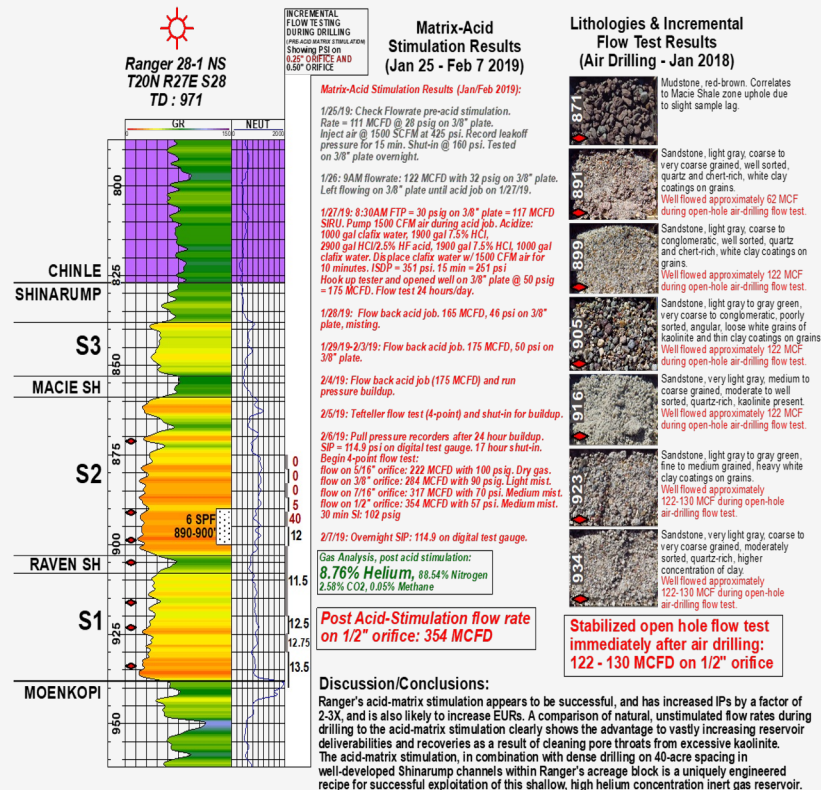 Ranger 28-1 NS
T20N R27E S28
TD : 971
INCREMENTAL
FLOW TESTING
DURING DRILLING
(PRE-ACID MATRIX STIMULATION)
Showing PSI on
0.25" ORIFICE AND
0.50" ORIFICE
GR
NEUT
0
150
0
2000
800
CHINLE
825
SHINARUMP
S3
850
MACIE SH
875
S2
6 SPF
890-900'
900
RAVEN SH
S1
925
MOENKOPI
950
0
0
0
5
40
12
11.5
12.5
12.75
13.5
Matrix-Acid
Stimulation Results
(Jan 25 - Feb 7 2019)
Matrix-Acid Stimulation Results (Jan/Feb 2019):
1/25/19: Check Flowrate pre-acid stimulation.
Rate = 111 MCFD @ 28 psig on 3/8" plate.
Inject air @ 1500 SCFM at 425 psi. Record leakoff
pressure for 15 min. Shut-in @ 160 psi. Tested
on 3/8" plate overnight.
1/26: 9AM flowrate: 122 MCFD with 32 psig on 3/8" plate.
Left flowing on 3/8" plate until acid job on 1/27/19.
1/27/19: 8:30AM FTP = 30 psig on 3/8" plate = 117 MCFD
SIRU. Pump 1500 CFM air during acid job. Acidize:
1000 gal clafix water, 1900 gal 7.5% HCl,
2900 gal HCl/2.5% HF acid, 1900 gal 7.5% HCl, 1000 gal
clafix water. Displace clafix water w/ 1500 CFM air for
10 minutes. ISDP = 351 psi. 15 min =251 psi
Hook up tester and opened well on 3/8" plate @ 50 psig
= 175 MCFD. Flow test 24 hours/day.
1/28/19: Flow back acid job. 165 MCFD, 46 psi on 3/8"
plate, misting.
1/29/19-2/3/19: Flow back acid job. 175 MCFD, 50 psi on
3/8" plate.
2/4/19: Flow back acid job (175 MCFD) and run
pressure buildup.
2/5/19: Tefteller flow test (4-point) and shut-in for buildup.
2/6/19: Pull pressure recorders after 24 hour buildup.
SIP = 114.9 psi on digital test gauge. 17 hour shut-in.
Begin 4-point flow test:
flow on 5/16" orifice: 222 MCFD with 100 psig. Dry gas.
flow on 3/8" orifice: 284 MCFD with 90 psig. Light mist.
flow on 7/16" orifice: 317 MCFD with 70 psi. Medium mist.
flow on 1/2" orifice: 354 MCFD with 57 psi. Medium mist.
30 min SI: 102 psig
2/7/19: Overnight SIP: 114.9 on digital test gauge.
Gas Analysis, post acid stimulation:
8.76% Helium, 88.54% Nitrogen
2.58% CO2, 0.05% Methane
Post Acid-Stimulation flow rate
on 1/2" orifice: 354 MCFD
Lithologies & Incremental
Flow Test Results
(Air Drilling - Jan 2018)
871
Mudstone, red-brown. Correlates
to Macie Shale zone uphole due
to slight sample lag.
891
Sandstone, light gray, coarse to
very coarse grained, well sorted,
quartz and chert-rich, white clay
coatings on grains.
Well flowed approximately 62 MCF
during open-hole air-drilling flow test.
899
Sandstone, light gray, coarse to
conglomeratic, well sorted, quartz
and chert-rich, white clay coatings on
grains.
Well flowed approximately 122 MCF
during open-hole air-drilling flow test.
905
Sandstone, light gray to gray green,
very coarse to conglomeratic, poorly
sorted, angular, loose white grains of
kaolinite and thin clay coatings on grains
Well flowed approximately 122 MCF
during open-hole air-drilling flow test.
916
Sandstone, very light gray, medium to
coarse grained, moderate to well
sorted, quartz-rich, kaolinite present.
Well flowed approximately 122 MCF
during open-hole air-drilling flow test.
923
Sandstone, light gray to gray green,
fine to medium grained, heavy white
clay coatings on grains.
Well flowed approximately
122-130 MCF during open-hole
air-drilling flow test.
934
Sandstone, very light gray, coarse to
very coarse grained, moderately
sorted, quartz-rich, higher
concentration of clay.
Well flowed approximately
122-130 MCF during open-hole
air-drilling flow test.
Stabilized open hole flow test
immediately after air drilling:
122 - 130 MCFD on 1/2" orifice
Discussion/Conclusions:
Ranger's acid-matrix stimulation appears to be successful, and has increased IPs by a factor of
2-3X, and is also likely to increase EURs. A comparison of natural, unstimulated flow rates during
drilling to the acid-matrix stimulation clearly shows the advantage to vastly increasing reservoir
deliverabilities and recoveries as a result of cleaning pore throats from excessive kaolinite.
The acid-matrix stimulation, in combination with dense drilling on 40-acre spacing in
well-developed Shinarump channels within Ranger's acreage block is a uniquely engineered
recipe for successful exploitation of this shallow, high helium concentration inert gas reservoir.